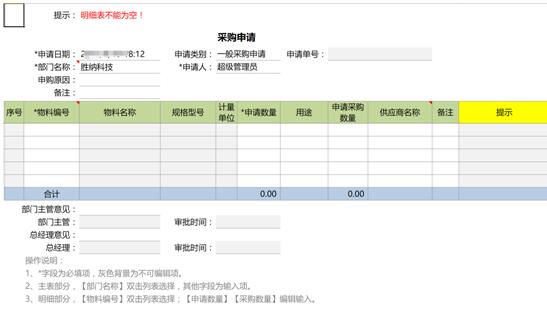 提示： 明细表不能为空！
采购申请
*申请日期： 8:12 申请类别： 一般采购申请 申请单号：
*部门名称： 胜纳科技 *申请人： 超级管理员
申购原因：
备注：
序号 *物料编号 物料名称 规格型号 计量单位 *申请数量 用途 申请采购数量 供应商名称 备注 提示
合计 0.00 0.00
部门主管意见：
部门主管： 审批时间：
总经理意见：
总经理： 审批时间：
操作说明：
1、*字段为必填项，灰色背景为不可编辑项。
2、主表部分，【部门名称】双击列表选择，其他字段为输入项。
3、明细部分，【物料编号】双击列表选择；【申请数量】【采购数量】编辑输入。